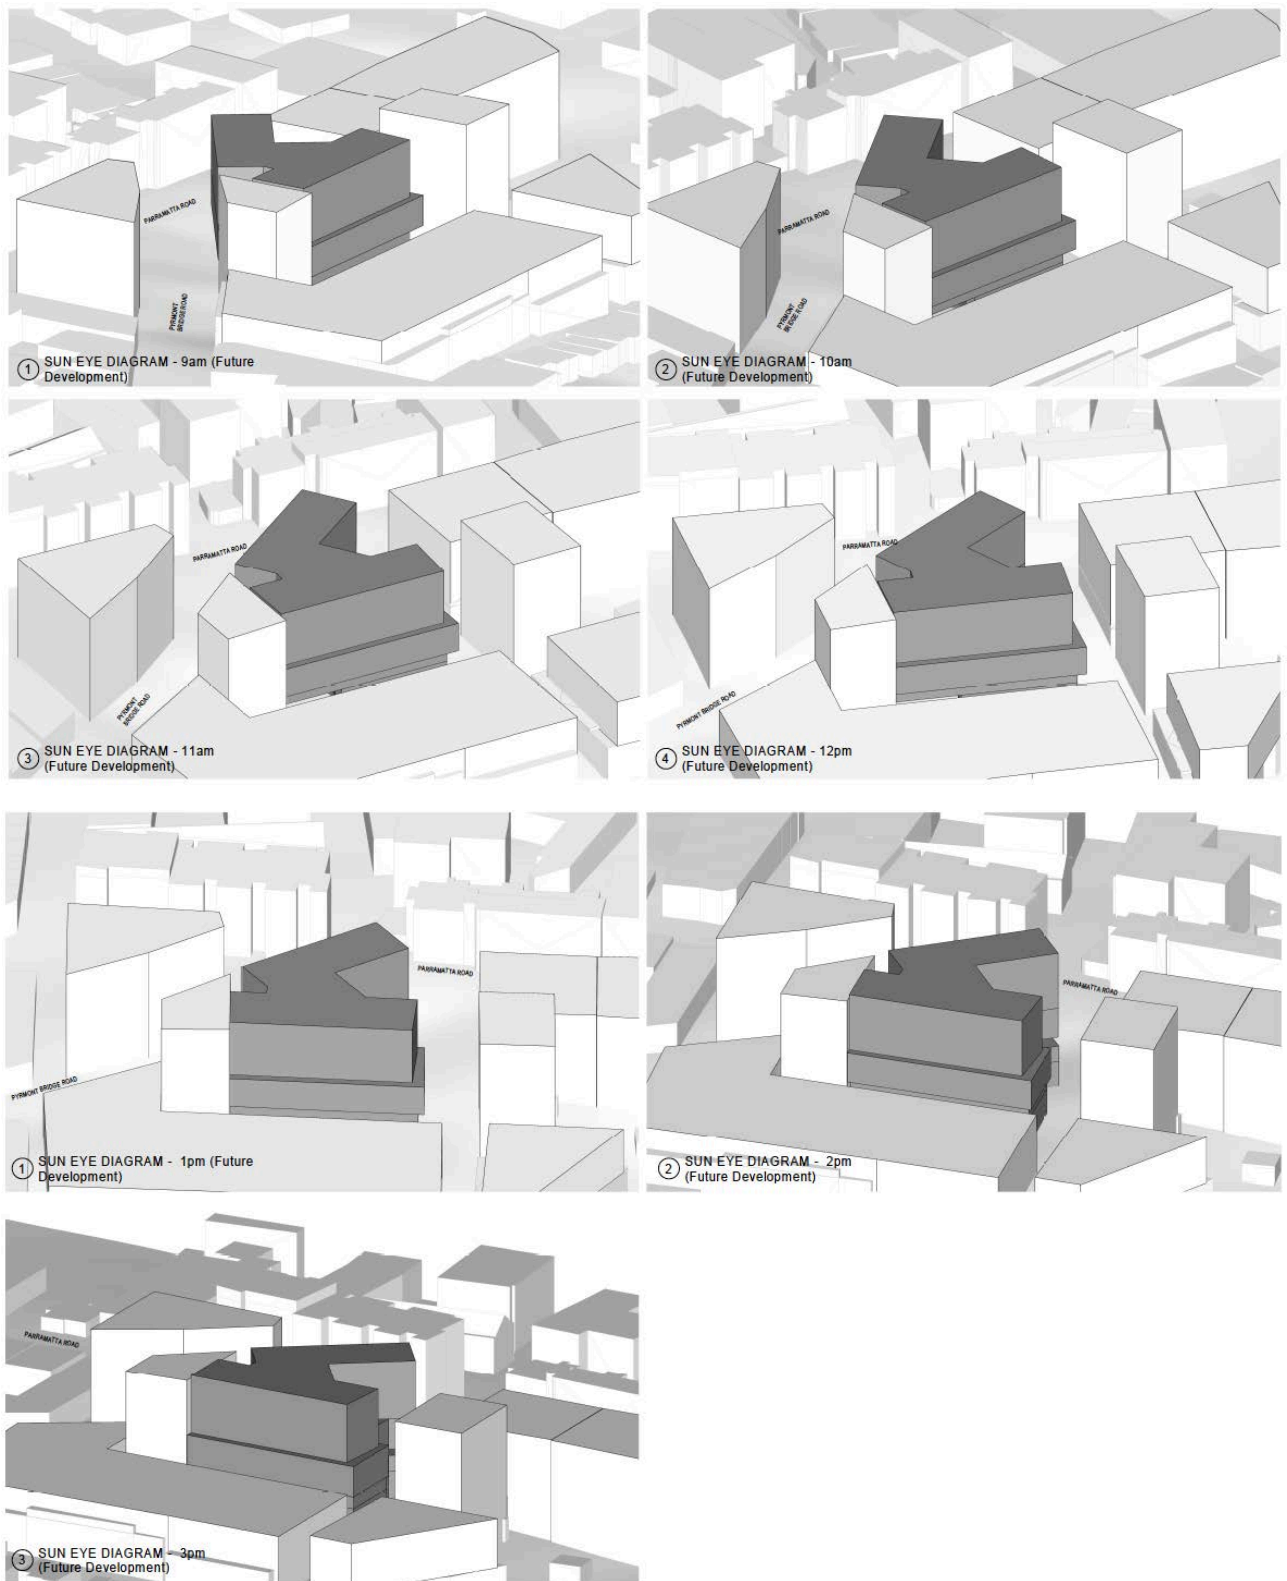 PARRAMATTA ROAD
PYRMONT
BRIDGE ROAD
1 SUN EYE DIAGRAM - 9am (Future
Development)
PARRAMATTA ROAD
PYRMONT
BRIDGE ROAD
2 SUN EYE DIAGRAM - 10am
(Future Development)
PARRAMATTA ROAD
PYRMONT
BRIDGE ROAD
3 SUN EYE DIAGRAM - 11am
(Future Development)
PARRAMATTA ROAD
PYRMONT BRIDGE ROAD
4 SUN EYE DIAGRAM - 12pm
(Future Development)
PARRAMATTA ROAD
PYRMONT BRIDGE ROAD
1 SUN EYE DIAGRAM - 1pm (Future
Development)
PARRAMATTA ROAD
2 SUN EYE DIAGRAM - 2pm
(Future Development)
PARRAMATTA ROAD
3 SUN EYE DIAGRAM - 3pm
(Future Development)